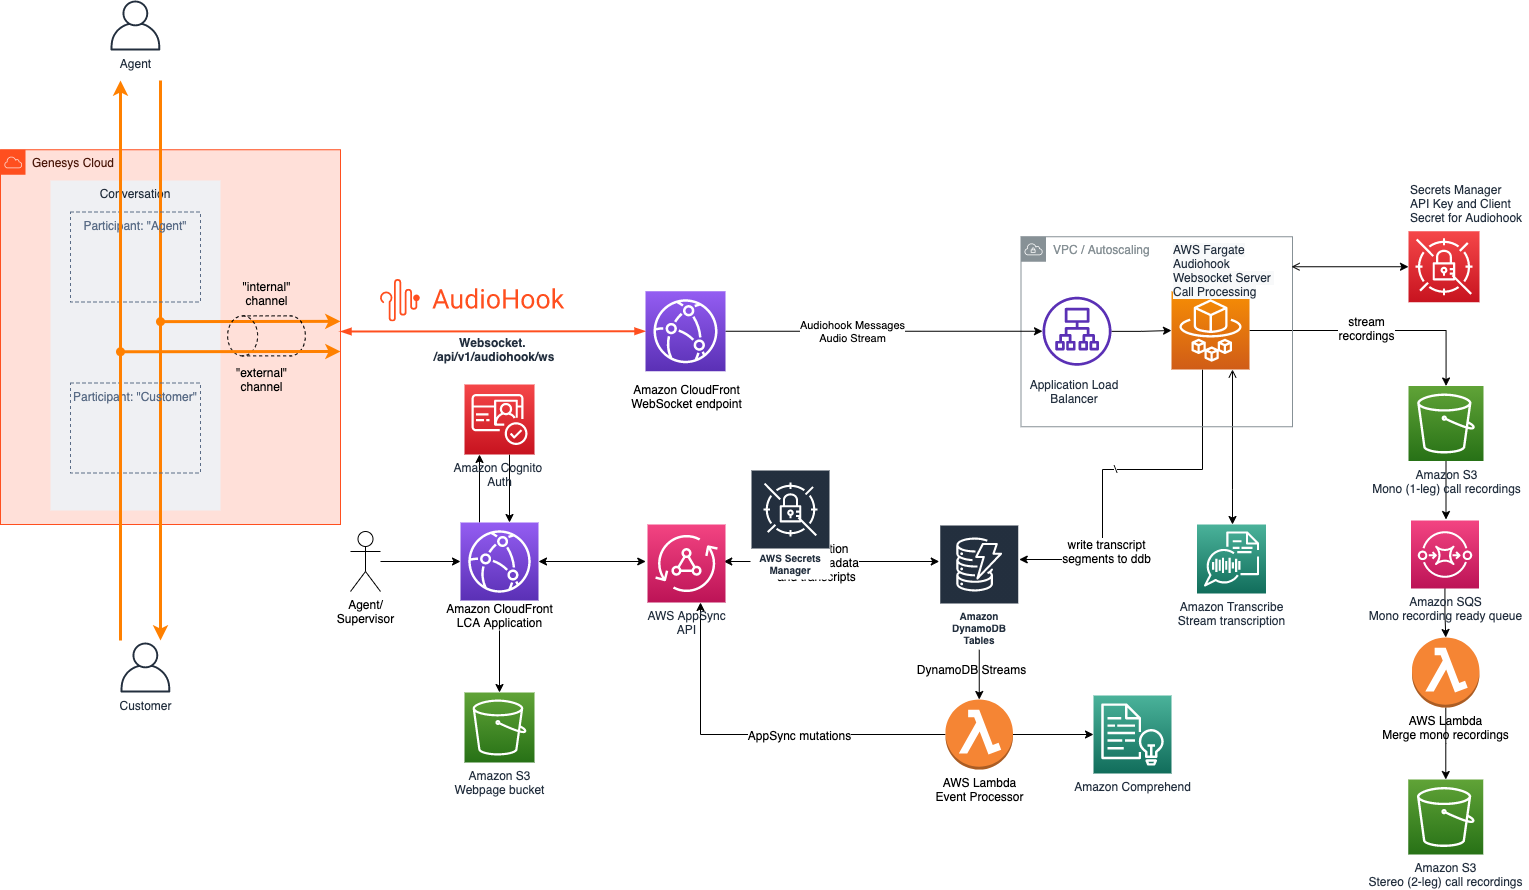 Agent
Genesys Cloud
Conversation
Participant: "Agent"
"internal"
channel
"external"
channel
Participant: "Customer"
Customer
AudioHook
Websocket.
/api/v1/audiohook/ws
Amazon CloudFront
WebSocket endpoint
Audiohook Messages
Audio Stream
VPC / Autoscaling
Application Load
Balancer
AWS Fargate
Audiohook
Websocket Server
Call Processing
Secrets Manager
API Key and Client
Secret for Audiohook
stream
recordings
Amazon S3
Mono (1-leg) call recordings
Amazon SQS
Mono recording ready queue
AWS Lambda
Merge mono recordings
Amazon S3
Stereo (2-leg) call recordings
Amazon Cognito
Auth
Agent/
Supervisor
Amazon CloudFront
LCA Application
Amazon S3
Webpage bucket
AWS AppSync
API
AWS Secrets
Manager
Amazon
DynamoDB
Tables
write transcript
segments to ddb
Amazon Transcribe
Stream transcription
DynamoDB Streams
AppSync mutations
AWS Lambda
Event Processor
Amazon Comprehend